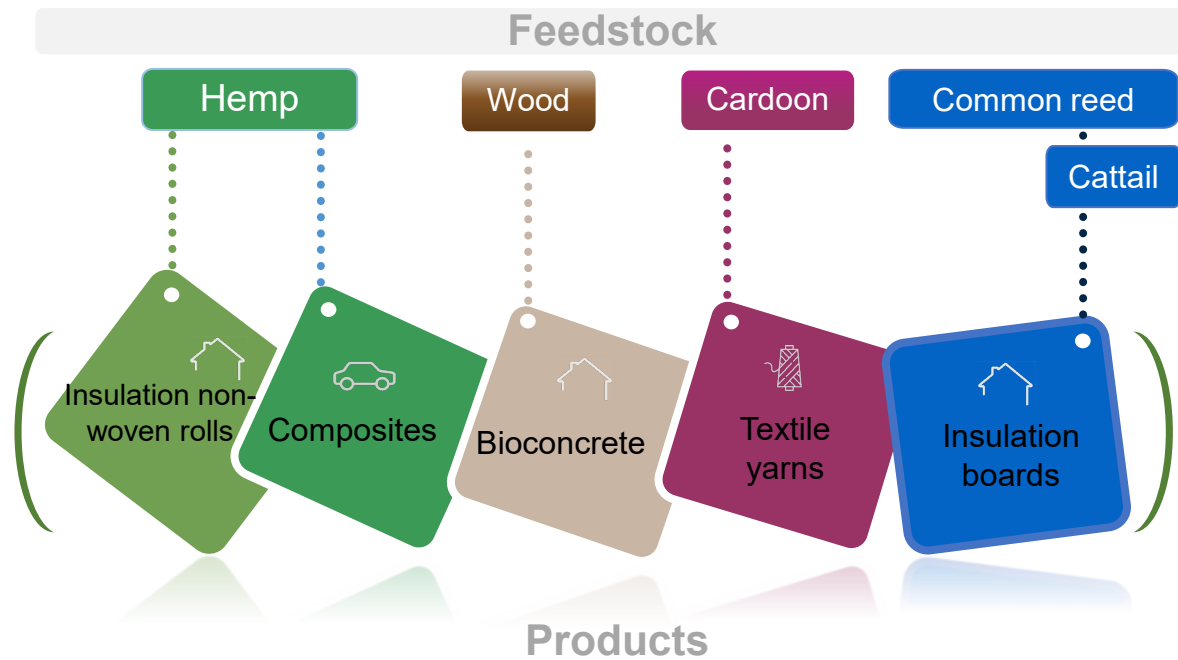 Feedstock
Hemp
Wood
Cardoon
Common reed
Cattail
Insulation non-
woven rolls
Composites
Bioconcrete
Textile
yarns
Insulation
boards
Products